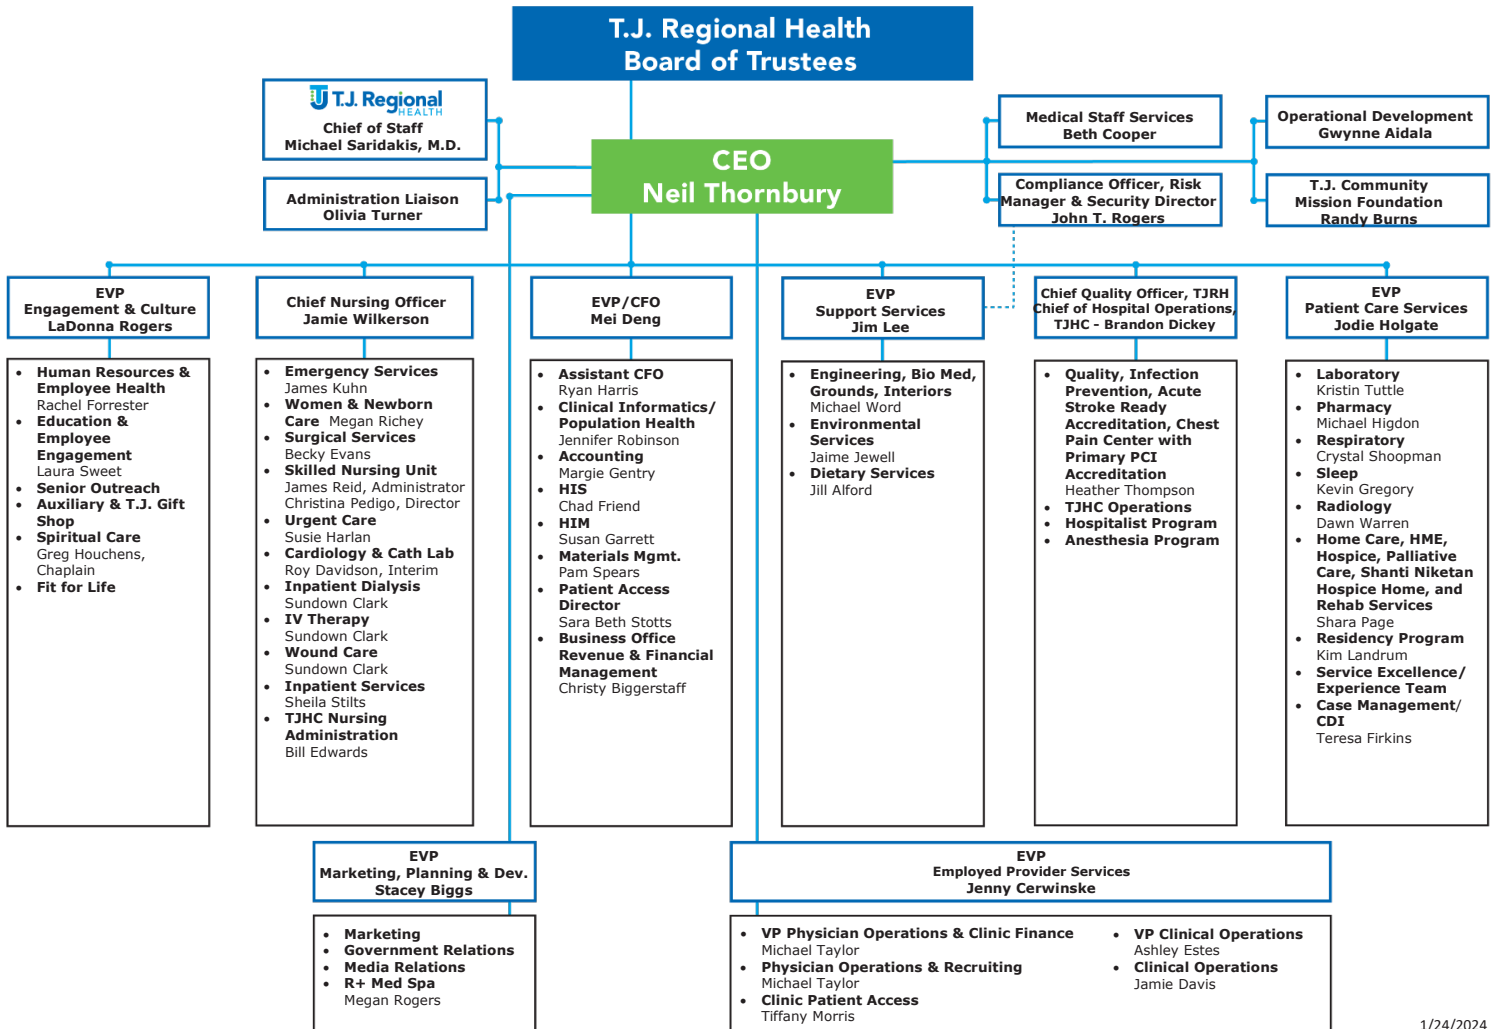 T.J. Regional Health
Board of Trustees
T.J. Regional
HEALTH
Chief of Staff
Michael Saridakis, M.D.
Administration Liaison
Olivia Turner
CEO
Neil Thornbury
Medical Staff Services
Beth Cooper
Compliance Officer, Risk
Manager & Security Director
John T. Rogers
Operational Development
Gwynne Aidala
T.J. Community
Mission Foundation
Randy Burns
EVP
Engagement & Culture
LaDonna Rogers
• Human Resources &
Employee Health
Rachel Forrester
• Education &
Employee
Engagement
Laura Sweet
• Senior Outreach
• Auxiliary & T.J. Gift
Shop
• Spiritual Care
Greg Houchens,
Chaplain
• Fit for Life
Chief Nursing Officer
Jamie Wilkerson
• Emergency Services
James Kuhn
• Women & Newborn
Care Megan Richey
• Surgical Services
Becky Evans
• Skilled Nursing Unit
James Reid, Administrator
Christina Pedigo, Director
• Urgent Care
Susie Harlan
• Cardiology & Cath Lab
Roy Davidson, Interim
• Inpatient Dialysis
Sundown Clark
• IV Therapy
Sundown Clark
• Wound Care
Sundown Clark
• Inpatient Services
Sheila Stilts
• TJHC Nursing
Administration
Bill Edwards
EVP/CFO
Mei Deng
• Assistant CFO
Ryan Harris
• Clinical Informatics/
Population Health
Jennifer Robinson
• Accounting
Margie Gentry
• HIS
Chad Friend
• HIM
Susan Garrett
• Materials Mgmt.
Pam Spears
• Patient Access
Director
Sara Beth Stotts
• Business Office
Revenue & Financial
Management
Christy Biggerstaff
EVP
Support Services
Jim Lee
• Engineering, Bio Med,
Grounds, Interiors
Michael Word
• Environmental
Services
Jaime Jewell
• Dietary Services
Jill Alford
Chief Quality Officer, TJRH
Chief of Hospital Operations,
TJHC - Brandon Dickey
• Quality, Infection
Prevention, Acute
Stroke Ready
Accreditation, Chest
Pain Center with
Primary PCI
Accreditation
Heather Thompson
• TJHC Operations
• Hospitalist Program
• Anesthesia Program
EVP
Patient Care Services
Jodie Holgate
• Laboratory
Kristin Tuttle
• Pharmacy
Michael Higdon
• Respiratory
Crystal Shoopman
• Sleep
Kevin Gregory
• Radiology
Dawn Warren
• Home Care, HME,
Hospice, Palliative
Care, Shanti Niketan
Hospice Home, and
Rehab Services
Shara Page
• Residency Program
Kim Landrum
• Service Excellence/
Experience Team
• Case Management/
CDI
Teresa Firkins
EVP
Marketing, Planning & Dev.
Stacey Biggs
• Marketing
• Government Relations
• Media Relations
• R+ Med Spa
Megan Rogers
EVP
Employed Provider Services
Jenny Cerwinske
• VP Physician Operations & Clinic Finance
Michael Taylor
• Physician Operations & Recruiting
Michael Taylor
• Clinic Patient Access
Tiffany Morris
• VP Clinical Operations
Ashley Estes
• Clinical Operations
Jamie Davis
1/24/2024